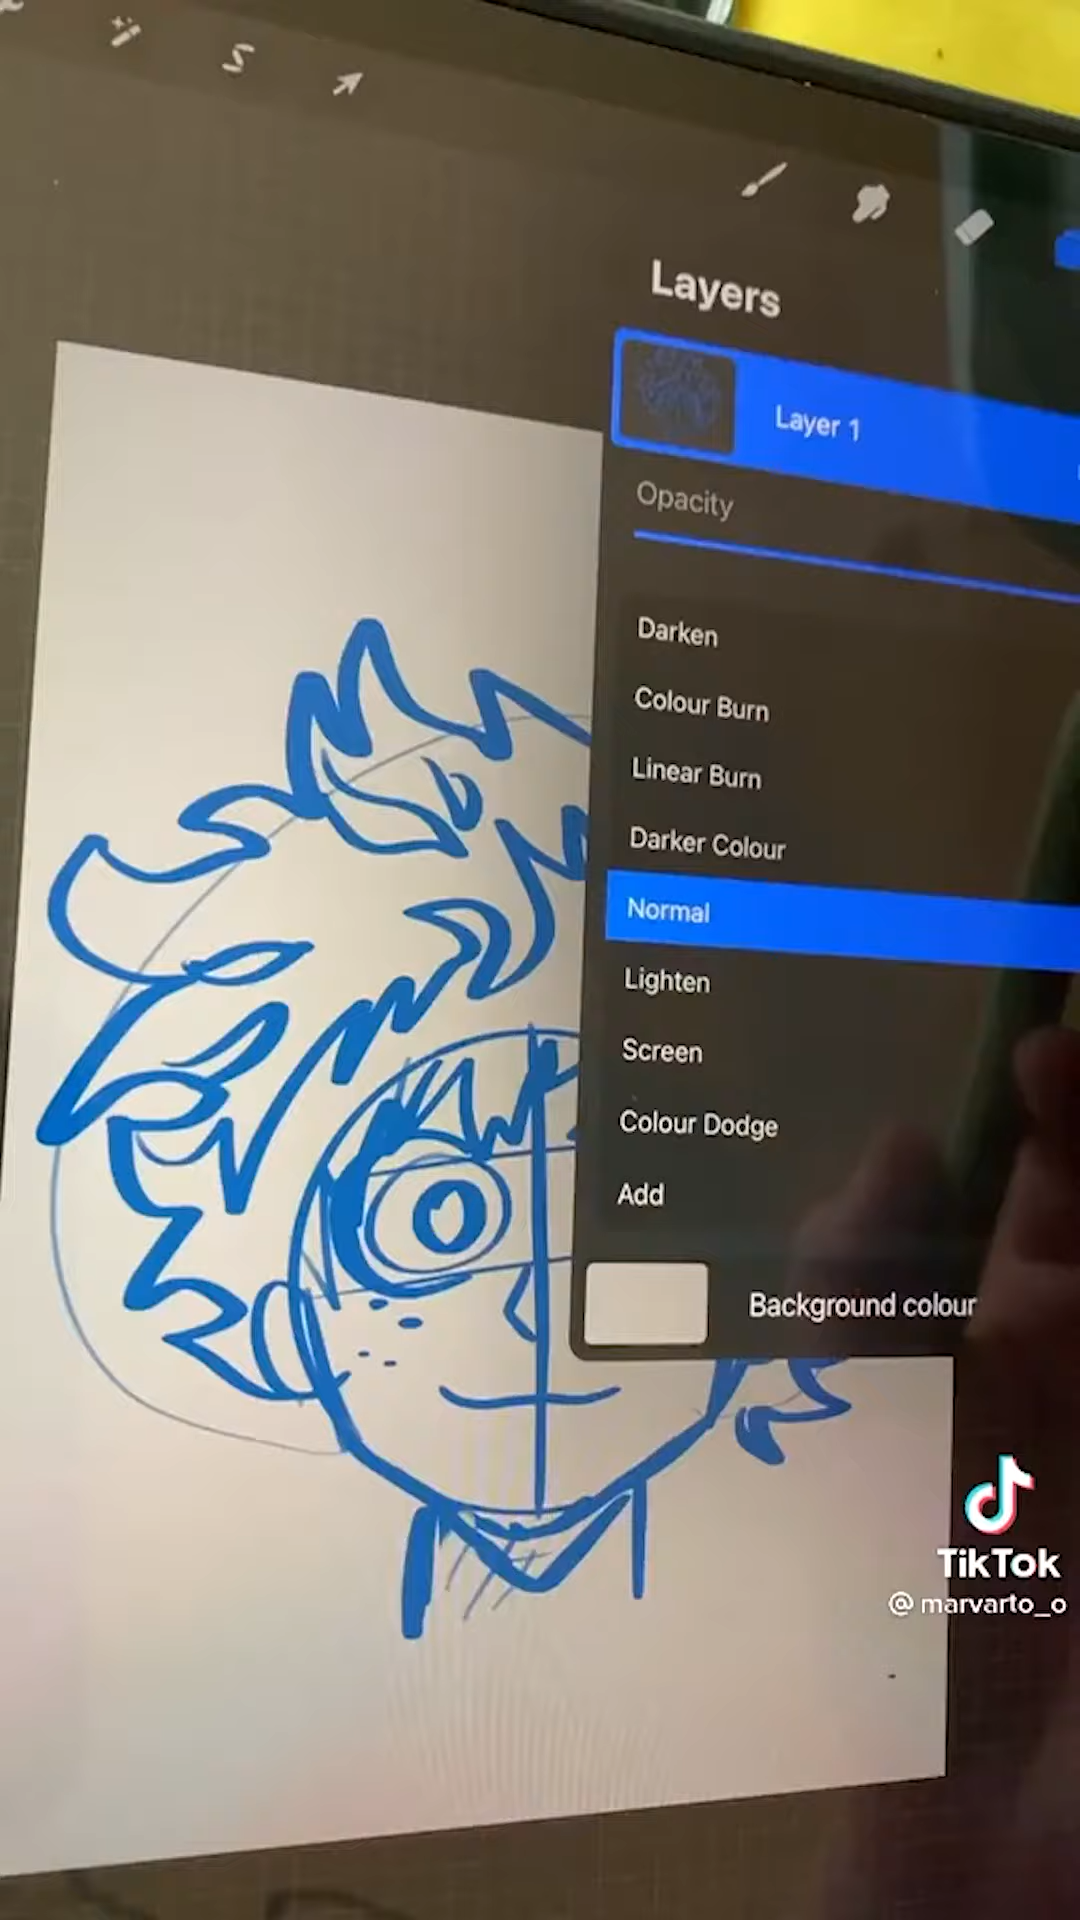 Layers
Layer 1
Opacity
Darken
Colour Burn
Linear Burn
Darker Colour
Normal
Lighten
Screen
Colour Dodge
Add
Background colour
TikTok
@marvarto_o